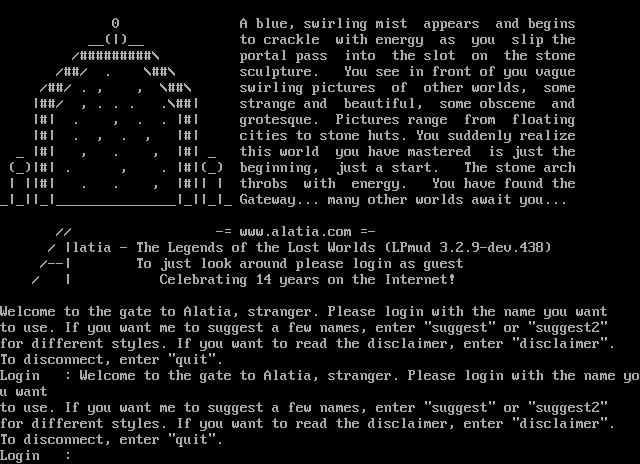 A blue, swirling mist appears and begins
to crackle with energy as you slip the
portal pass into the slot on the stone
sculpture. You see in front of you vague
swirling pictures of other worlds, some
strange and beautiful, some obscene and
grotesque. Pictures range from floating
cities to stone huts. You suddenly realize
this world you have mastered is just the
beginning, just a start. The stone arch
throbs with energy. You have found the
Gateway... many other worlds await you...
-= www.alatia.com =-
/ |latia - The Legends of the Lost Worlds (LPmud 3.2.9-dev.438)
To just look around please login as guest
Celebrating 14 years on the Internet!
Welcome to the gate to Alatia, stranger. Please login with the name you want
to use. If you want me to suggest a few names, enter "suggest" or "suggest2"
for different styles. If you want to read the disclaimer, enter "disclaimer".
To disconnect, enter "quit".
Login   : Welcome to the gate to Alatia, stranger. Please login with the name yo
u want
to use. If you want me to suggest a few names, enter "suggest" or "suggest2"
for different styles. If you want to read the disclaimer, enter "disclaimer".
To disconnect, enter "quit".
Login   :